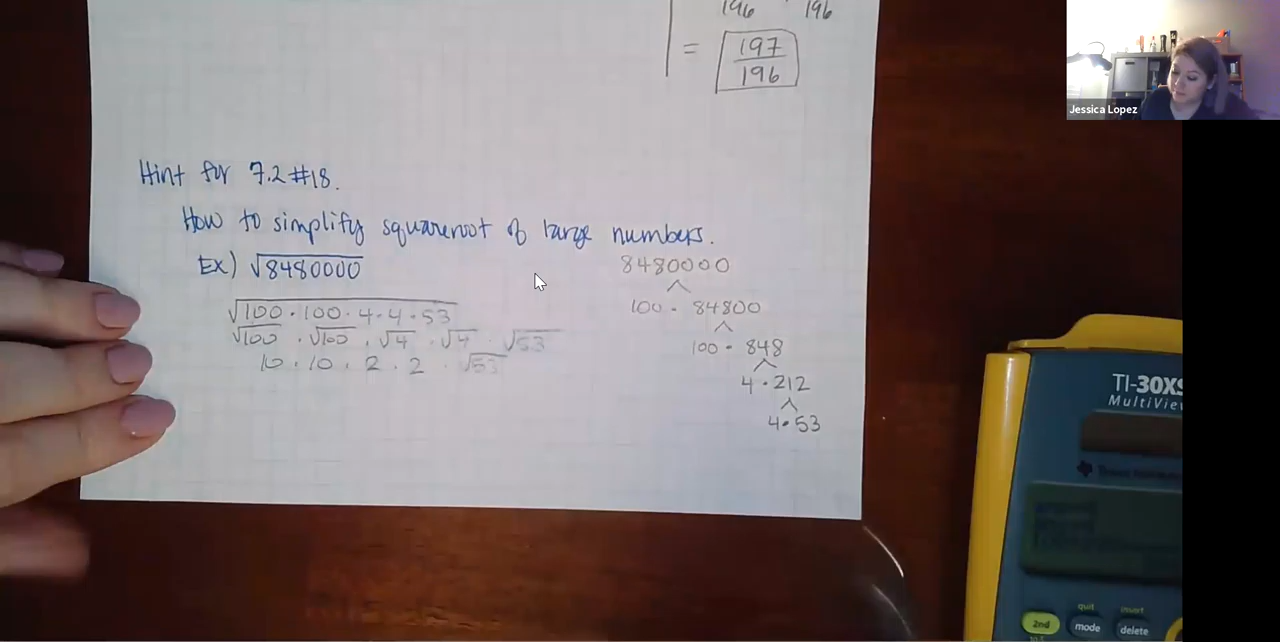 196 · 196
= 197
196
Jessica Lopez
Hint for 7.2 #18.
How to simplify squareroot of large numbers.
Ex) √8480000
√100·100·4·4·53
√100 · √100 · √4 · √4 · √53
10 · 10 · 2 · 2 · √53
8480000
100 · 84800
100 · 848
4 · 212
4 · 53
TI-30XS
MultiView
quit insert
2nd mode delete